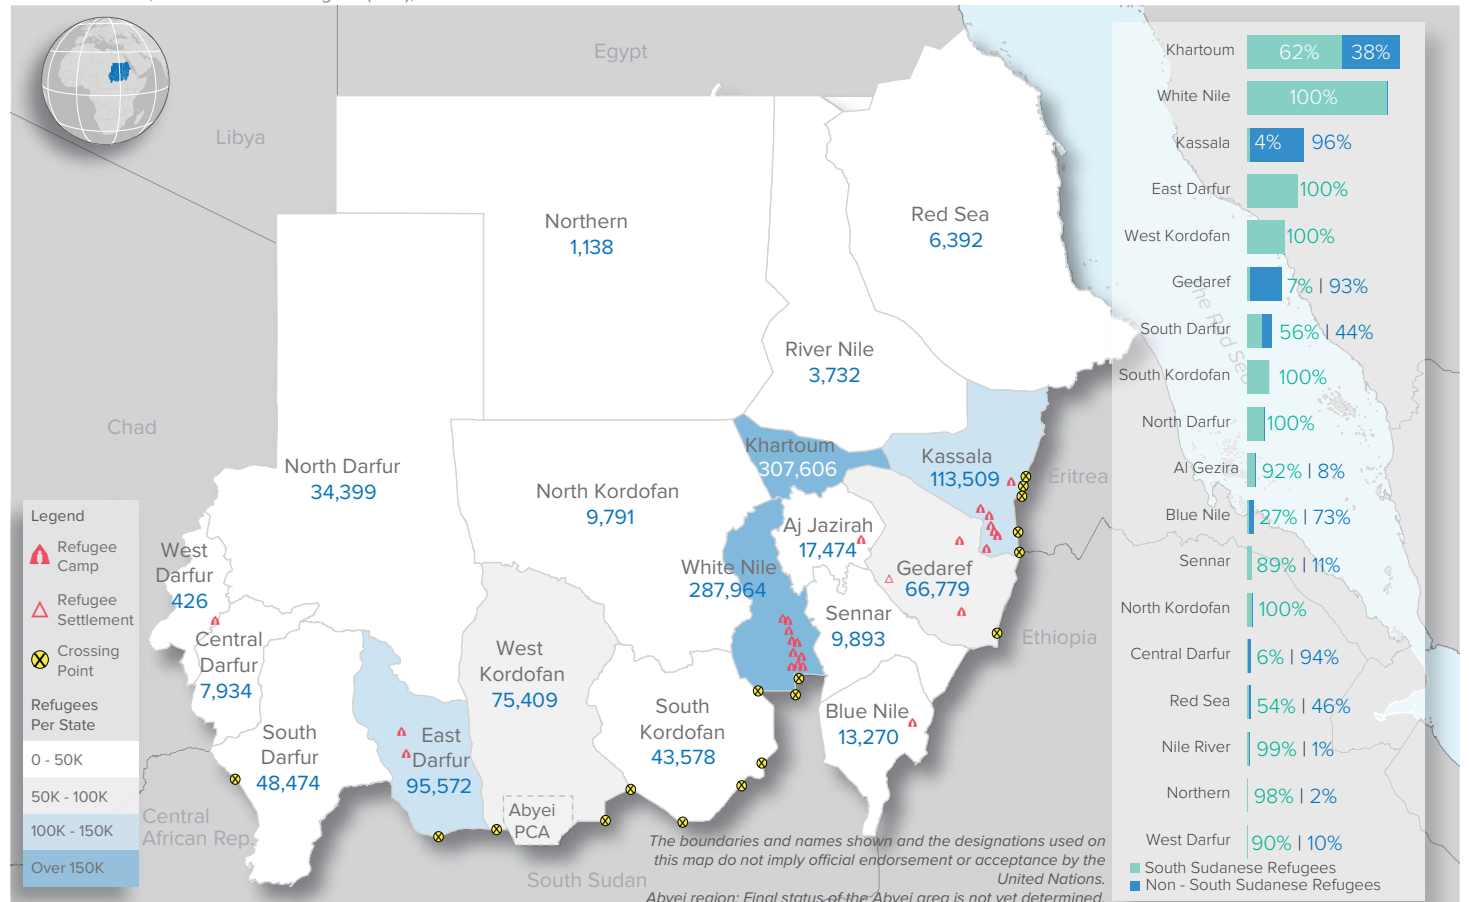 Egypt
Libya
Chad
Eritrea
Ethiopia
Central
African Rep.
South Sudan
The Red Sea
Northern
1,138
Red Sea
6,392
River Nile
3,732
Khartoum
307,606
Kassala
113,509
North Darfur
34,399
North Kordofan
9,791
Aj Jazirah
17,474
White Nile
287,964
Gedaref
66,779
Sennar
9,893
West
Darfur
426
Central
Darfur
7,934
West
Kordofan
75,409
South
Kordofan
43,578
Blue Nile
13,270
South
Darfur
48,474
East
Darfur
95,572
Abyei
PCA
Legend
Refugee
Camp
Refugee
Settlement
Crossing
Point
Refugees
Per State
0 - 50K
50K - 100K
100K - 150K
Over 150K
Khartoum 62% 38%
White Nile 100%
Kassala 4% 96%
East Darfur 100%
West Kordofan 100%
Gedaref 7% | 93%
South Darfur 56% | 44%
South Kordofan 100%
North Darfur 100%
Al Gezira 92% | 8%
Blue Nile 27% | 73%
Sennar 89% | 11%
North Kordofan 100%
Central Darfur 6% | 94%
Red Sea 54% | 46%
Nile River 99% | 1%
Northern 98% | 2%
West Darfur 90% | 10%
South Sudanese Refugees
Non - South Sudanese Refugees
The boundaries and names shown and the designations used on
this map do not imply official endorsement or acceptance by the
United Nations.
Abyei region: Final status of the Abyei area is not yet determined.